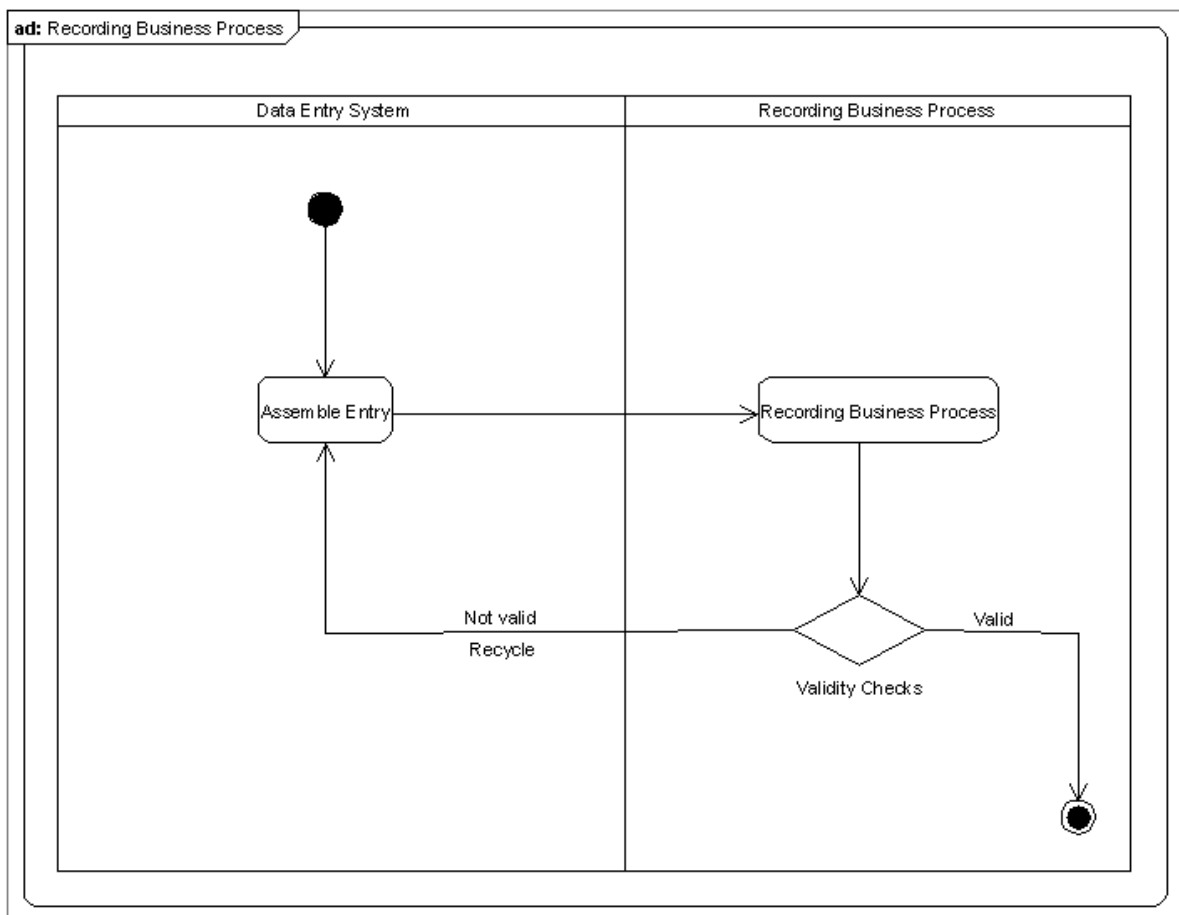 ad: Recording Business Process
Data Entry System
Recording Business Process
Assemble Entry
Recording Business Process
Not valid
Recycle
Valid
Validity Checks